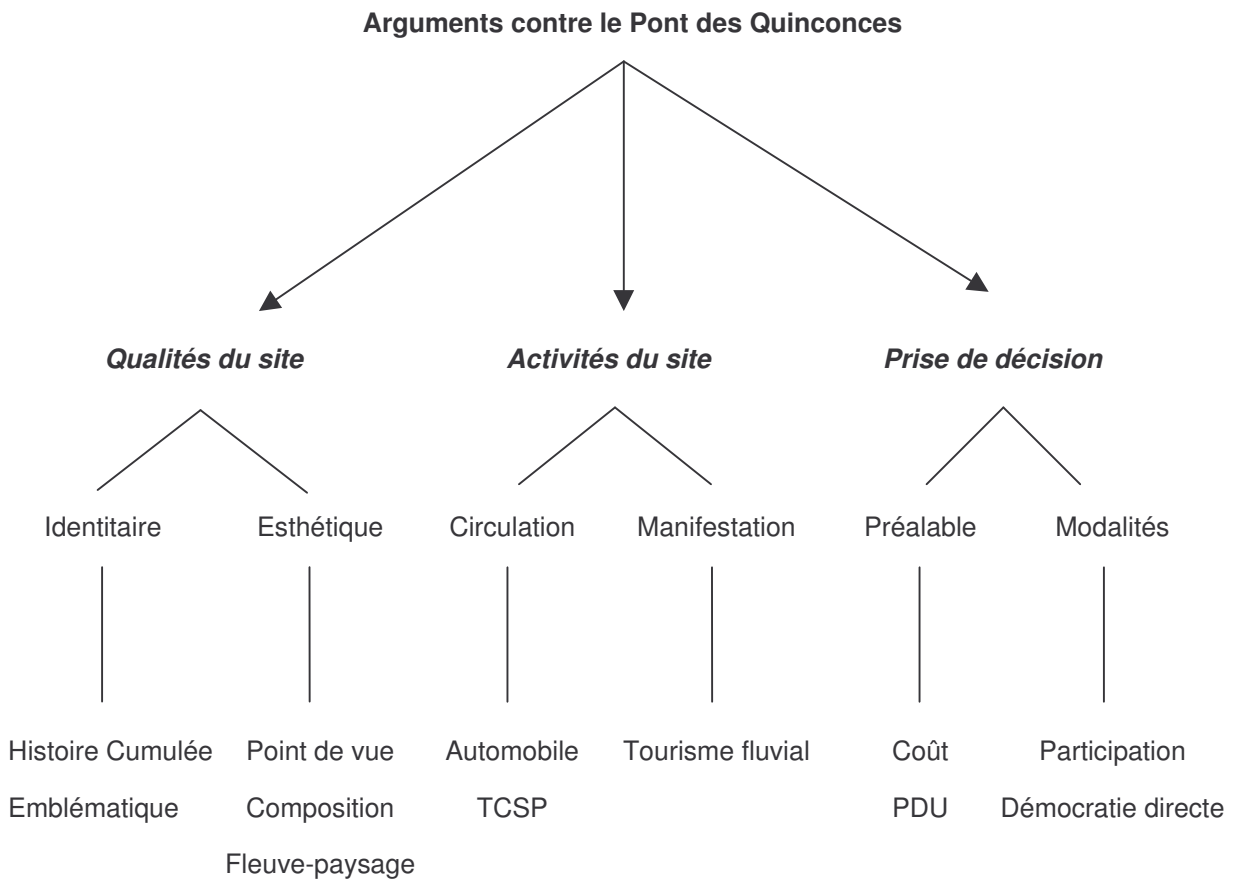 Arguments contre le Pont des Quinconces
Qualités du site
Activités du site
Prise de décision
Identitaire
Esthétique
Circulation
Manifestation
Préalable
Modalités
Histoire Cumulée
Point de vue
Automobile
Tourisme fluvial
Coût
Participation
Emblématique
Composition
TCSP
PDU
Démocratie directe
Fleuve-paysage